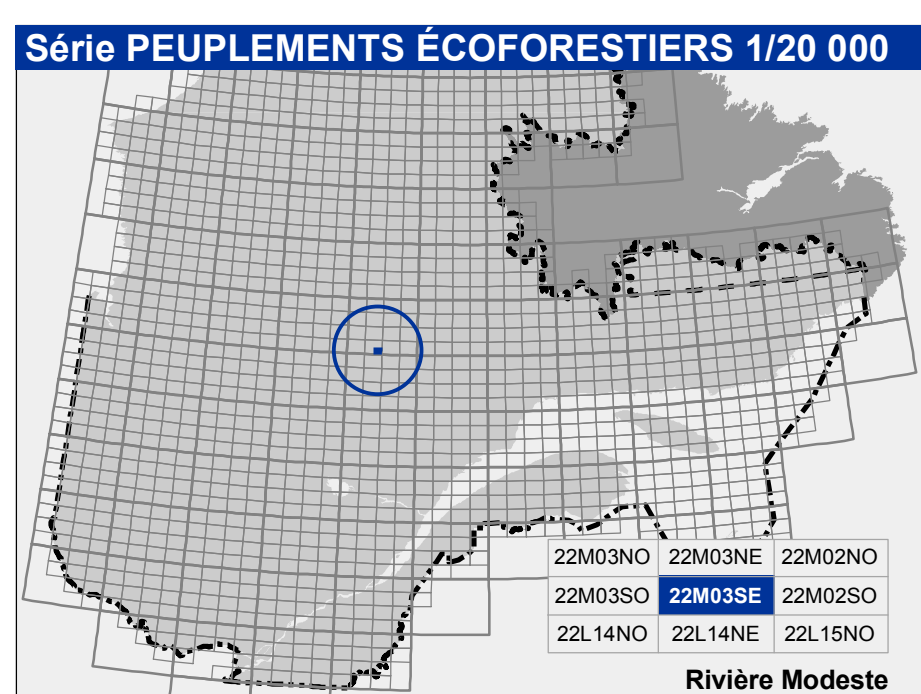 Série PEUPLEMENTS ÉCOFORESTIERS 1/20 000
22M03NO 22M03NE 22M02NO
22M03SO 22M03SE 22M02SO
22L14NO 22L14NE 22L15NO
Rivière Modeste